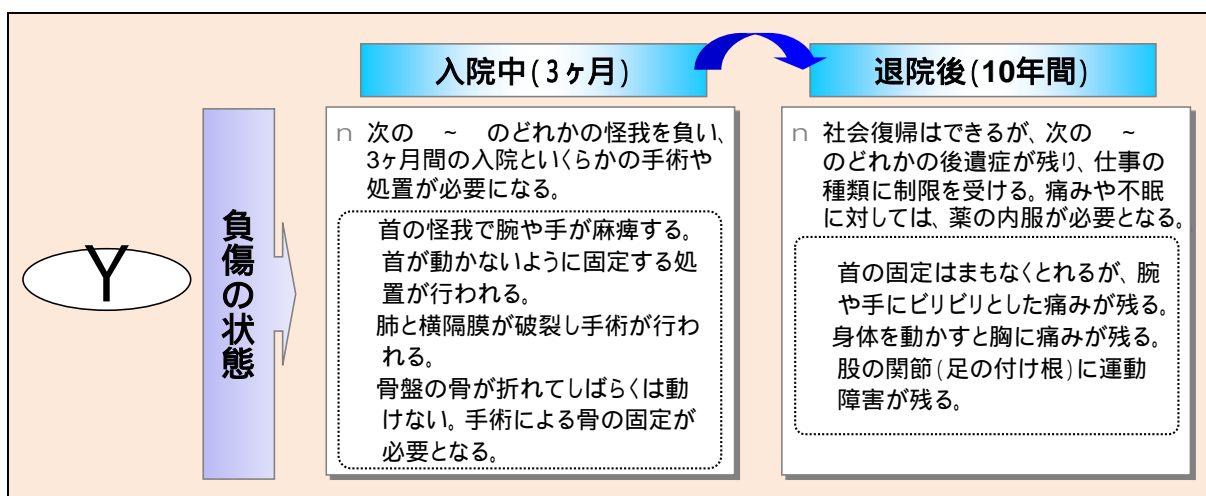 入院中(3ヶ月)
退院後(10年間)
Y
負傷の状態
n 次の ~ のどれかの怪我を負い、
3ヶ月間の入院といくらかの手術や
処置が必要になる。
首の怪我で腕や手が麻痺する。
首が動かないように固定する処
置が行われる。
肺と横隔膜が破裂し手術が行わ
れる。
骨盤の骨が折れてしばらくは動
けない。手術による骨の固定が
必要となる。
n 社会復帰はできるが、次の ~
のどれかの後遺症が残り、仕事の
種類に制限を受ける。痛みや不眠
に対しては、薬の内服が必要となる。
首の固定はまもなくとれるが、腕
や手にビリビリとした痛みが残る。
身体を動かすと胸に痛みが残る。
股の関節(足の付け根)に運動
障害が残る。